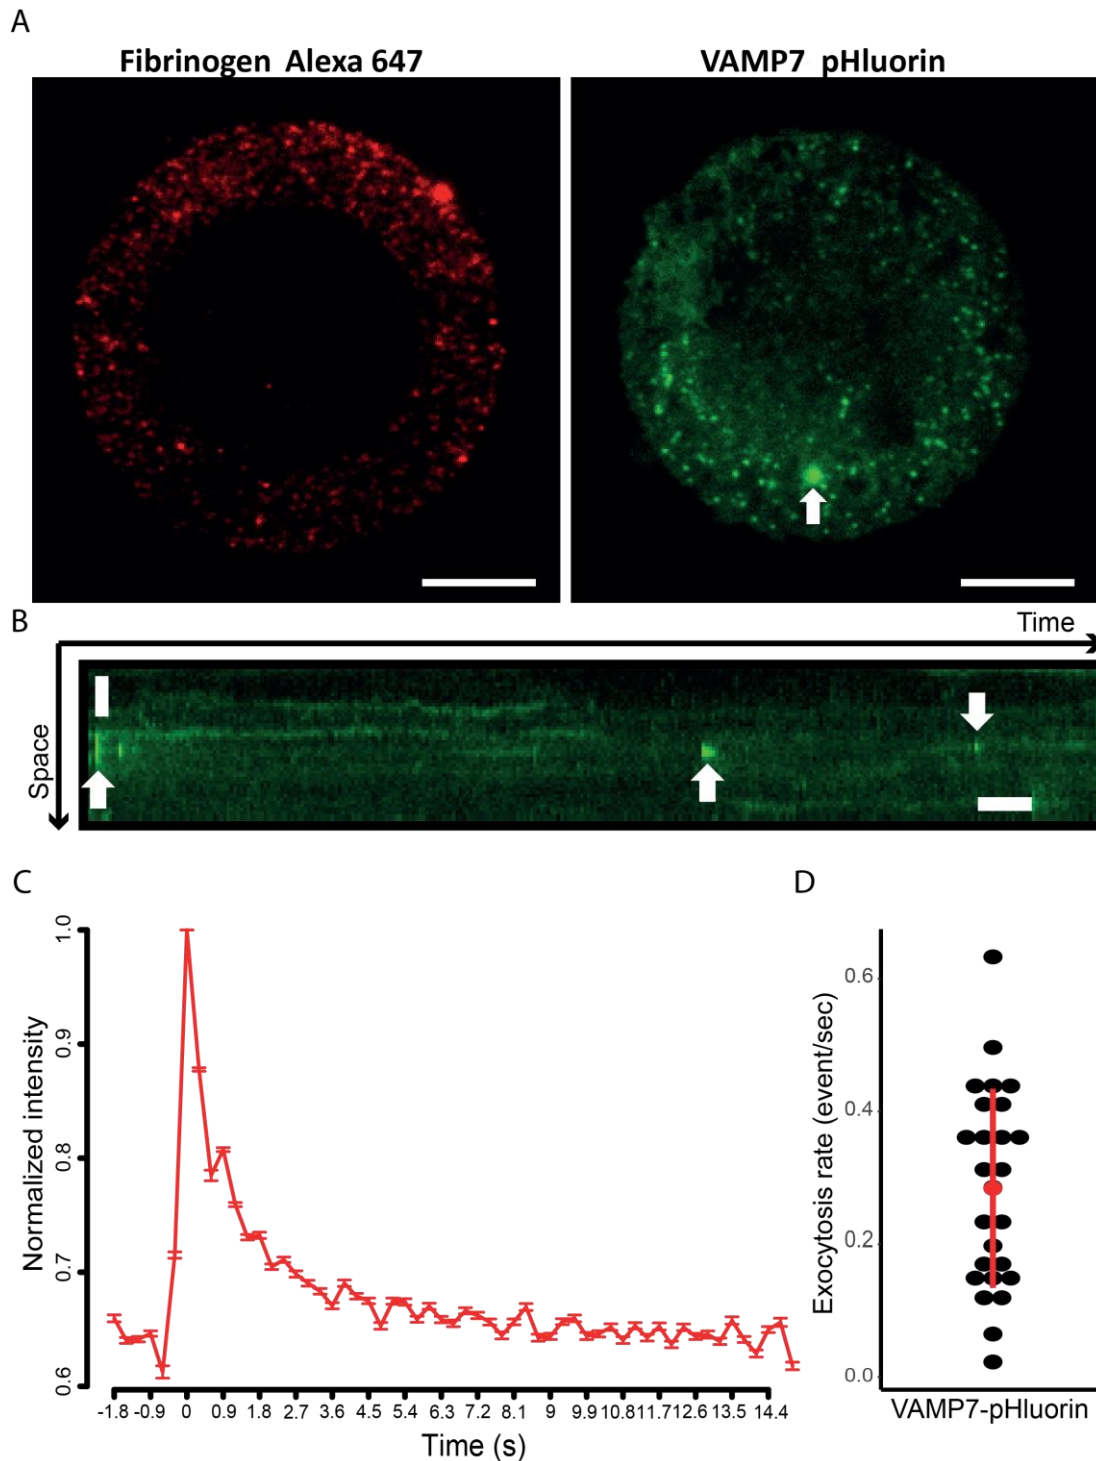 A
Fibrinogen Alexa 647
VAMP7 pHluorin
B
Time
Space
C
Normalized intensity
1.0
0.9
0.8
0.7
0.6
-1.8 -0.9 0 0.9 1.8 2.7 3.6 4.5 5.4 6.3 7.2 8.1 9 9.9 10.8 11.7 12.6 13.5 14.4
Time (s)
D
Exocytosis rate (event/sec)
0.6
0.4
0.2
0.0
VAMP7-pHluorin